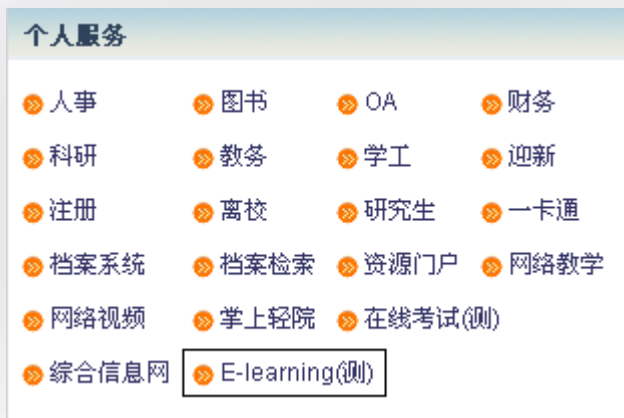 个人服务
人事 图书 OA 财务
科研 教务 学工 迎新
注册 离校 研究生 一卡通
档案系统 档案检索 资源门户 网络教学
网络视频 掌上轻院 在线考试(测)
综合信息网 E-learning(测)